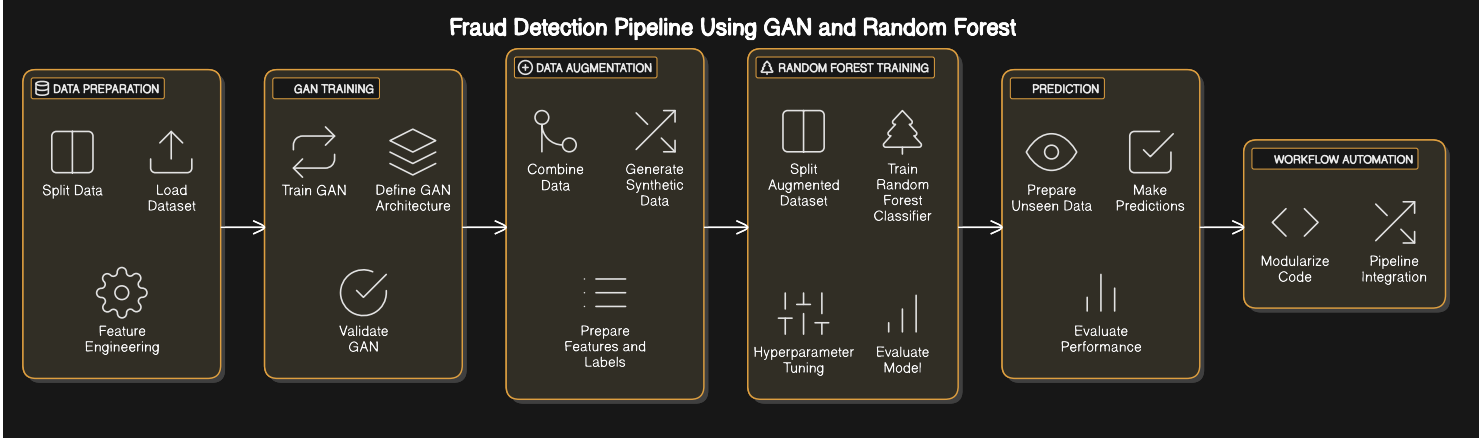 Fraud Detection Pipeline Using GAN and Random Forest
DATA PREPARATION
Split Data
Load
Dataset
Feature
Engineering
GAN TRAINING
Train GAN
Define GAN
Architecture
Validate
GAN
DATA AUGMENTATION
Combine
Data
Generate
Synthetic
Data
Prepare
Features and
Labels
RANDOM FOREST TRAINING
Split
Augmented
Dataset
Train
Random
Forest
Classifier
Hyperparameter
Tuning
Evaluate
Model
PREDICTION
Prepare
Unseen Data
Make
Predictions
Evaluate
Performance
WORKFLOW AUTOMATION
Modularize
Code
Pipeline
Integration